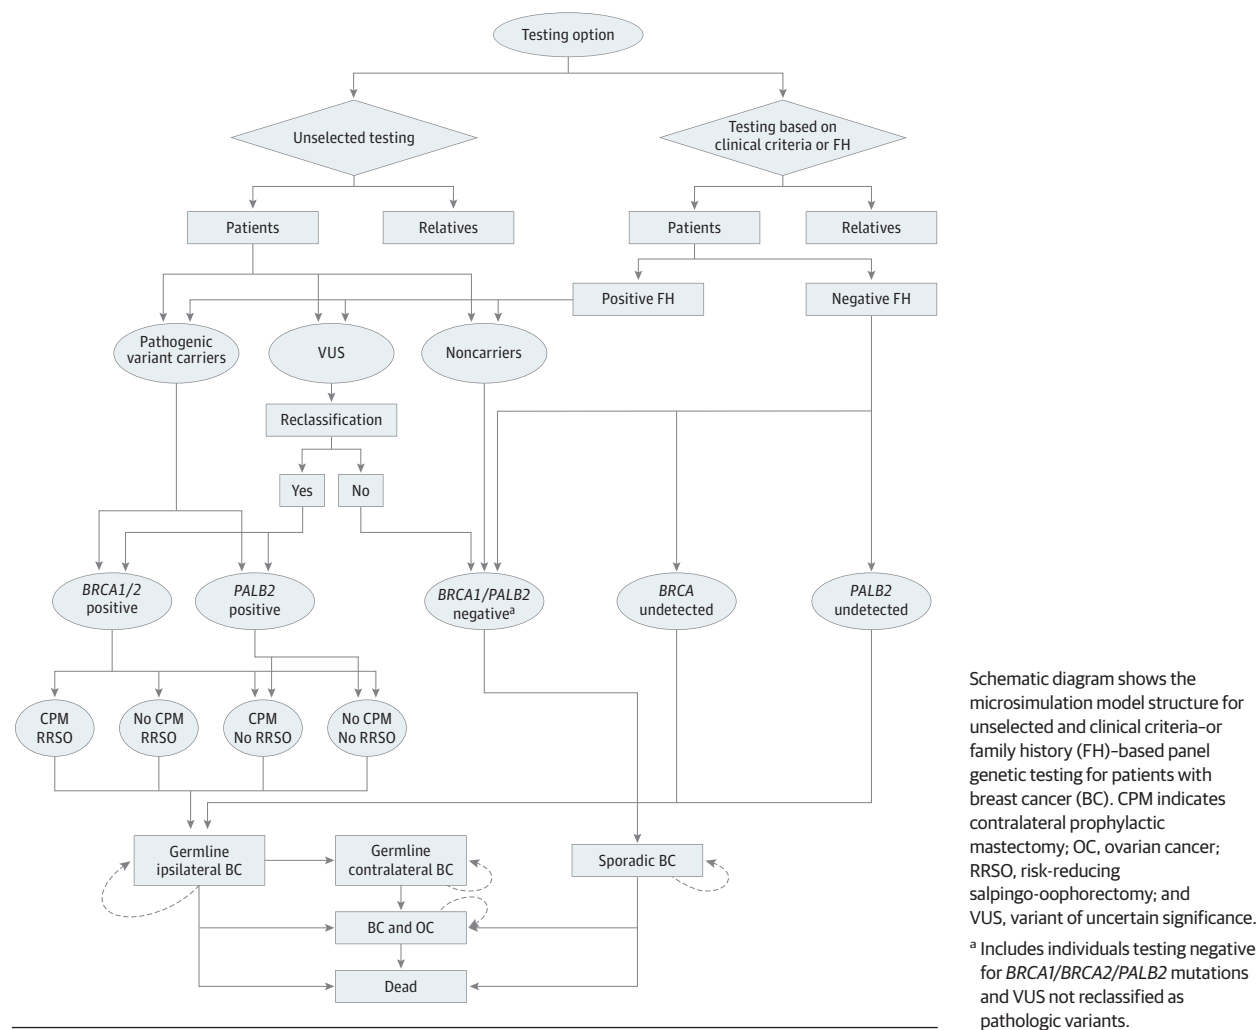 Testing option
Unselected testing
Testing based on
clinical criteria or FH
Patients
Relatives
Patients
Relatives
Positive FH
Negative FH
Pathogenic
variant carriers
VUS
Noncarriers
Reclassification
Yes
No
BRCA1/2
positive
PALB2
positive
BRCA1/PALB2
negativeᵃ
BRCA
undetected
PALB2
undetected
CPM
RRSO
No CPM
RRSO
CPM
No RRSO
No CPM
No RRSO
Germline
ipsilateral BC
Germline
contralateral BC
Sporadic BC
BC and OC
Dead
Schematic diagram shows the
microsimulation model structure for
unselected and clinical criteria–or
family history (FH)–based panel
genetic testing for patients with
breast cancer (BC). CPM indicates
contralateral prophylactic
mastectomy; OC, ovarian cancer;
RRSO, risk-reducing
salpingo-oophorectomy; and
VUS, variant of uncertain significance.
ᵃ Includes individuals testing negative
for BRCA1/BRCA2/PALB2 mutations
and VUS not reclassified as
pathologic variants.